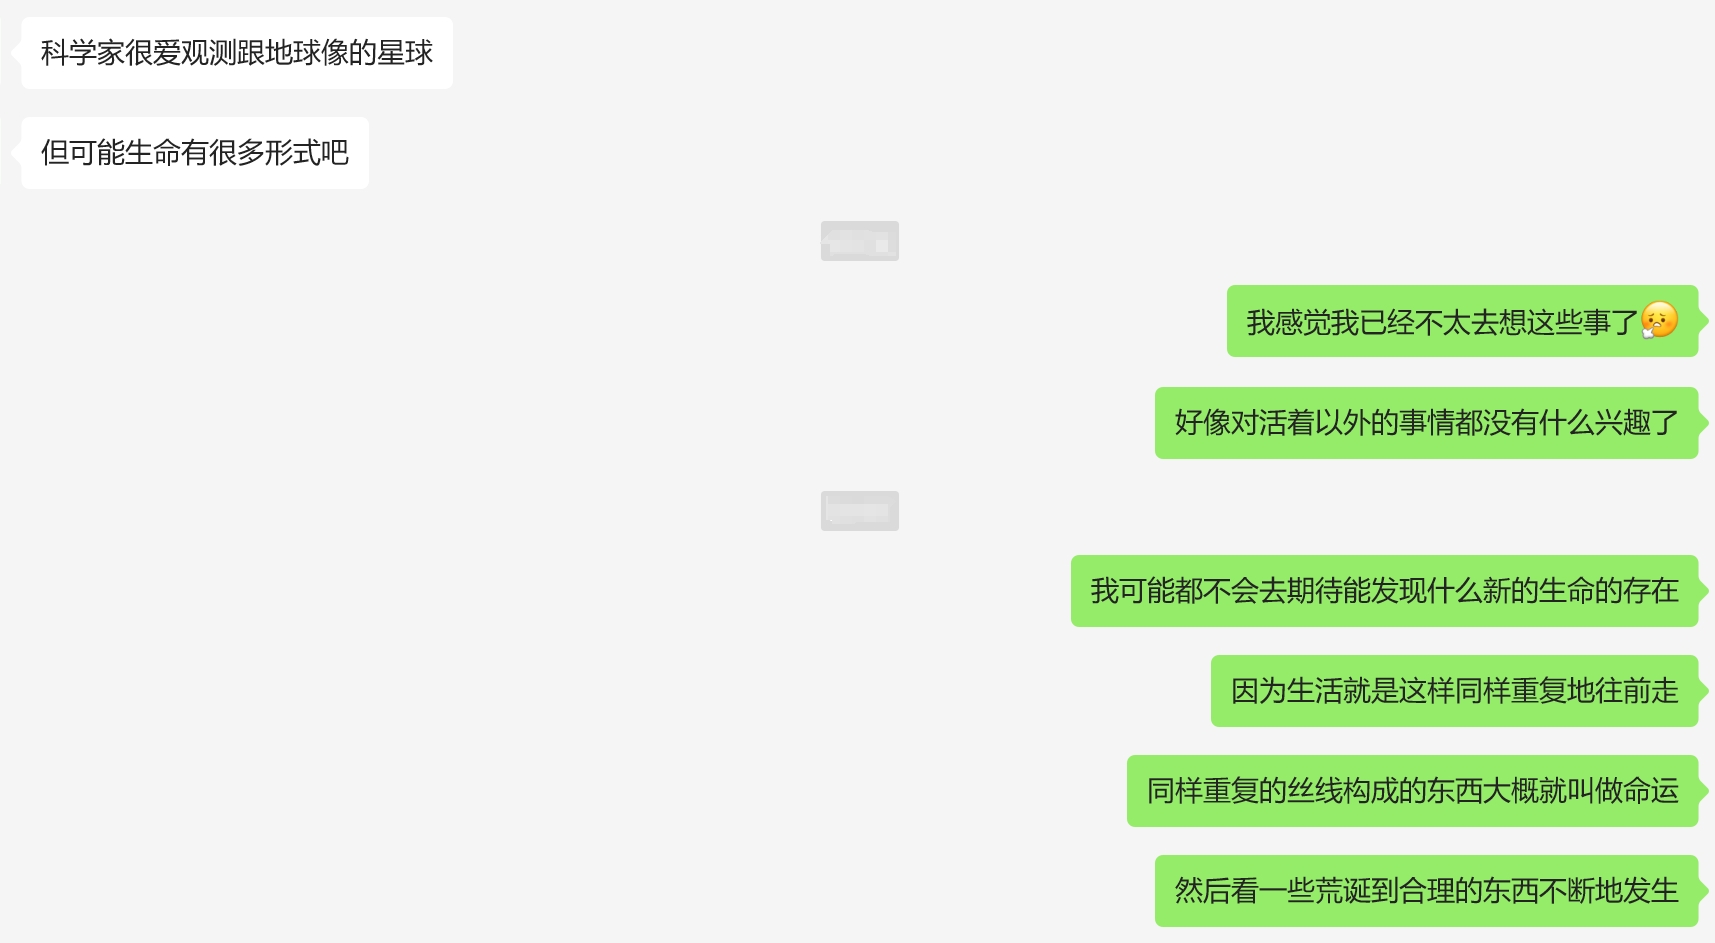 科学家很爱观测跟地球像的星球
但可能生命有很多形式吧
我感觉我已经不太去想这些事了😮‍💨
好像对活着以外的事情都没有什么兴趣了
我可能都不会去期待能发现什么新的生命的存在
因为生活就是这样同样重复地往前走
同样重复的丝线构成的东西大概就叫做命运
然后看一些荒诞到合理的东西不断地发生